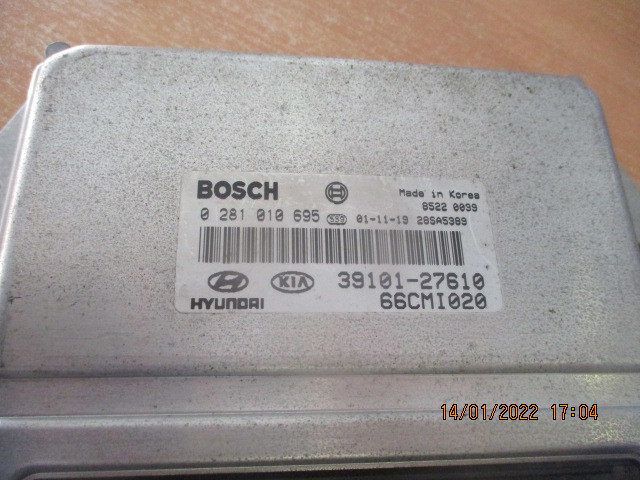 BOSCH
Made in Korea
8522 0039
0 281 010 695 01-11-19 28SA5389
39101-27610
KIA
HYUNDAI
66CMI020
14/01/2022 17:04